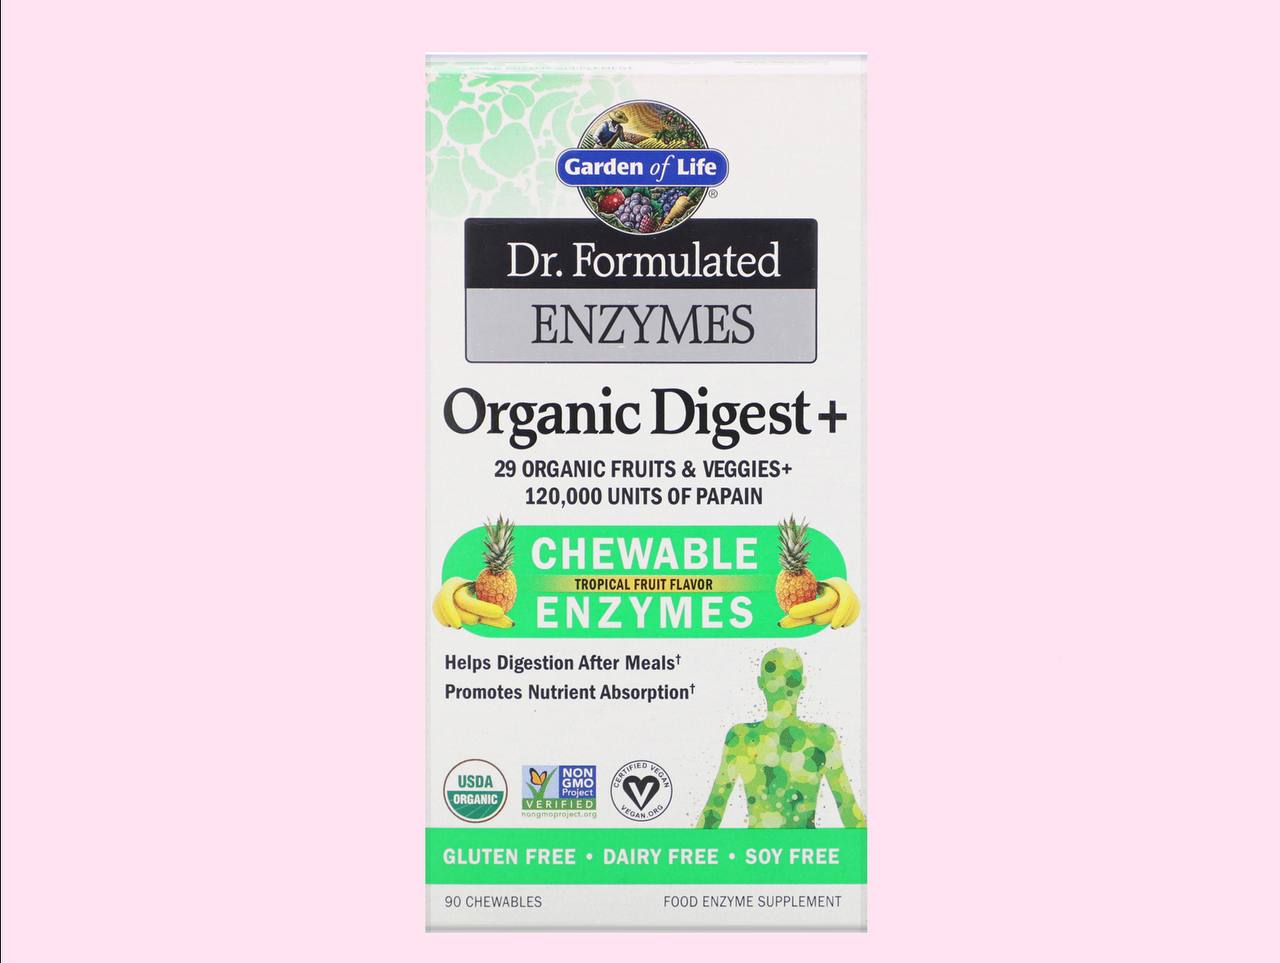 Garden of Life
®
Dr. Formulated
ENZYMES
Organic Digest+
29 ORGANIC FRUITS & VEGGIES+
120,000 UNITS OF PAPAIN
CHEWABLE
TROPICAL FRUIT FLAVOR
ENZYMES
Helps Digestion After Meals†
Promotes Nutrient Absorption†
USDA
ORGANIC
NON
GMO
Project
VERIFIED
nongmoproject.org
CERTIFIED VEGAN
V
VEGAN.ORG
GLUTEN FREE • DAIRY FREE • SOY FREE
90 CHEWABLES
FOOD ENZYME SUPPLEMENT